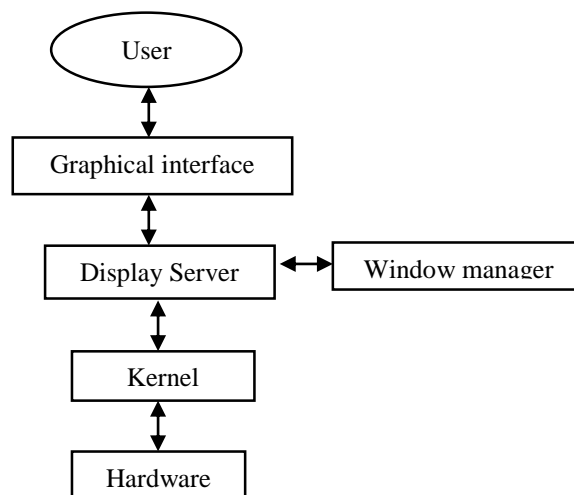 User
Graphical interface
Display Server
Window manager
Kernel
Hardware